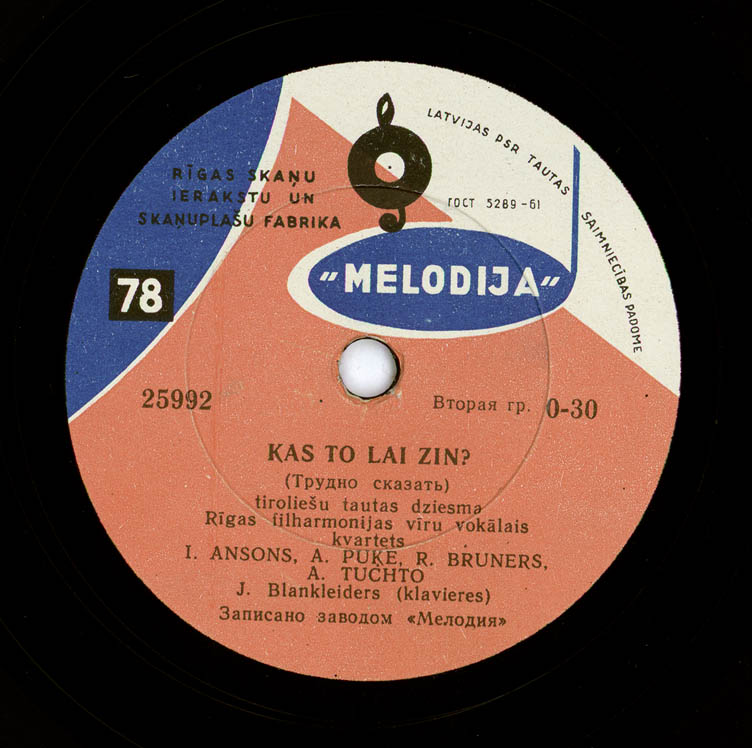 RĪGAS SKAŅU
IERAKSTU UN
SKAŅUPLAŠU FABRIKA
LATVIJAS PSR TAUTAS SAIMNIECĪBAS PADOME
ГОСТ 5289-61
"MELODIJA"
78
25992
Вторая гр. 0-30
ĶAS TO LAI ZIN?
(Трудно сказать)
tiroliešu tautas dziesma
Rīgas filharmonijas vīru vokālais
kvartets
I. ANSONS, A. PUĶE, R. BRUNERS,
A. TUCHTO
J. Blankleiders (klavieres)
Записано заводом «Мелодия»